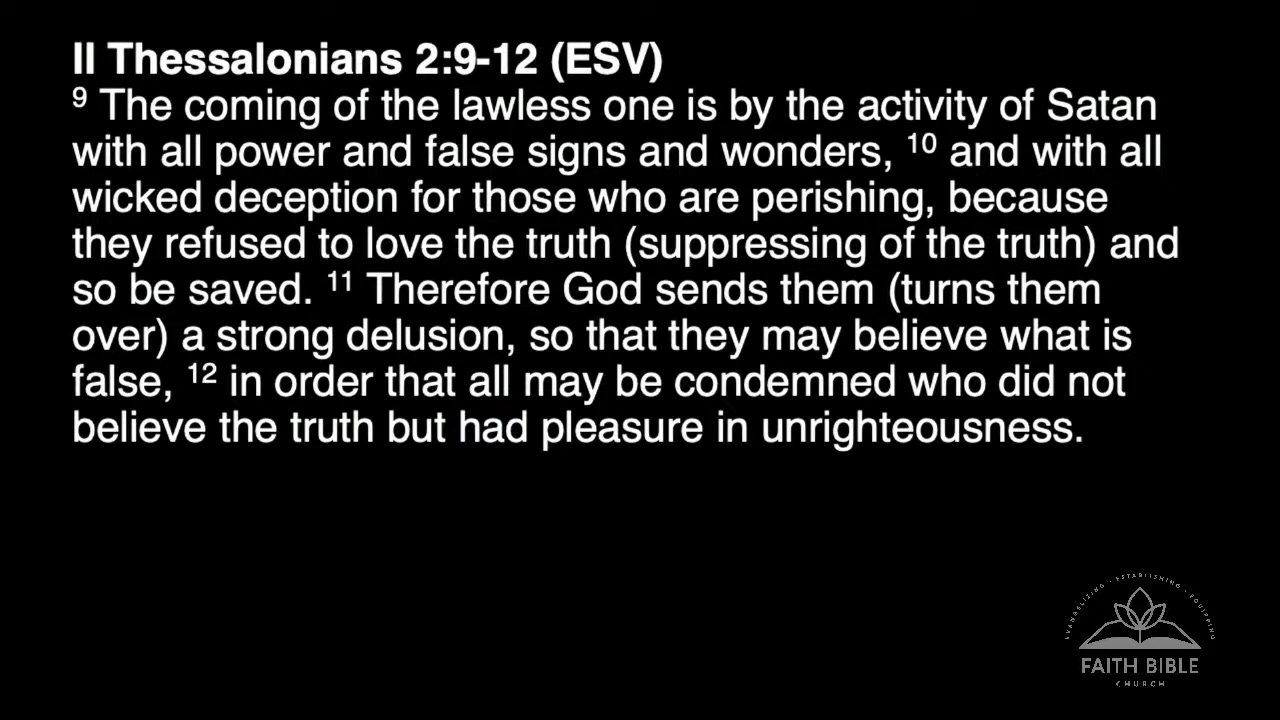 II Thessalonians 2:9-12 (ESV)
⁹ The coming of the lawless one is by the activity of Satan
with all power and false signs and wonders, ¹⁰ and with all
wicked deception for those who are perishing, because
they refused to love the truth (suppressing of the truth) and
so be saved. ¹¹ Therefore God sends them (turns them
over) a strong delusion, so that they may believe what is
false, ¹² in order that all may be condemned who did not
believe the truth but had pleasure in unrighteousness.
EVANGELIZING · ESTABLISHING · EQUIPPING
FAITH BIBLE
CHURCH